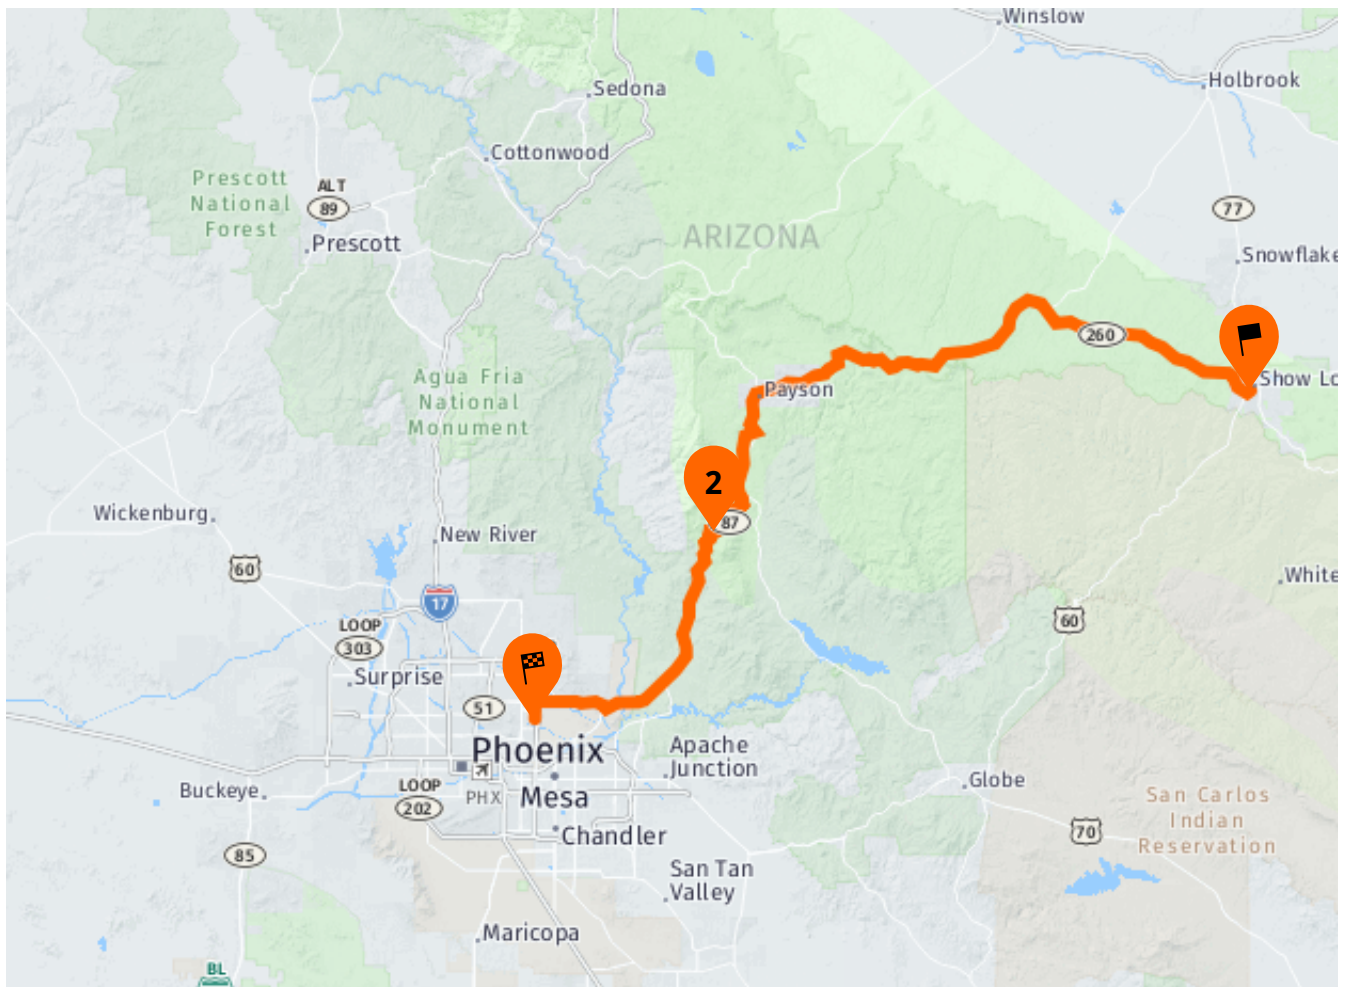 Winslow
Holbrook
Sedona
Cottonwood
Prescott
National
Forest
ALT
89
Prescott
77
ARIZONA
Snowflake
260
Show Lo
Payson
Agua Fria
National
Monument
2
87
Wickenburg
New River
60
17
White
60
LOOP
303
Surprise
51
Phoenix
Apache
Junction
Buckeye
LOOP
202
PHX
Mesa
Globe
San Carlos
Indian
Reservation
70
Chandler
85
San Tan
Valley
Maricopa
BL